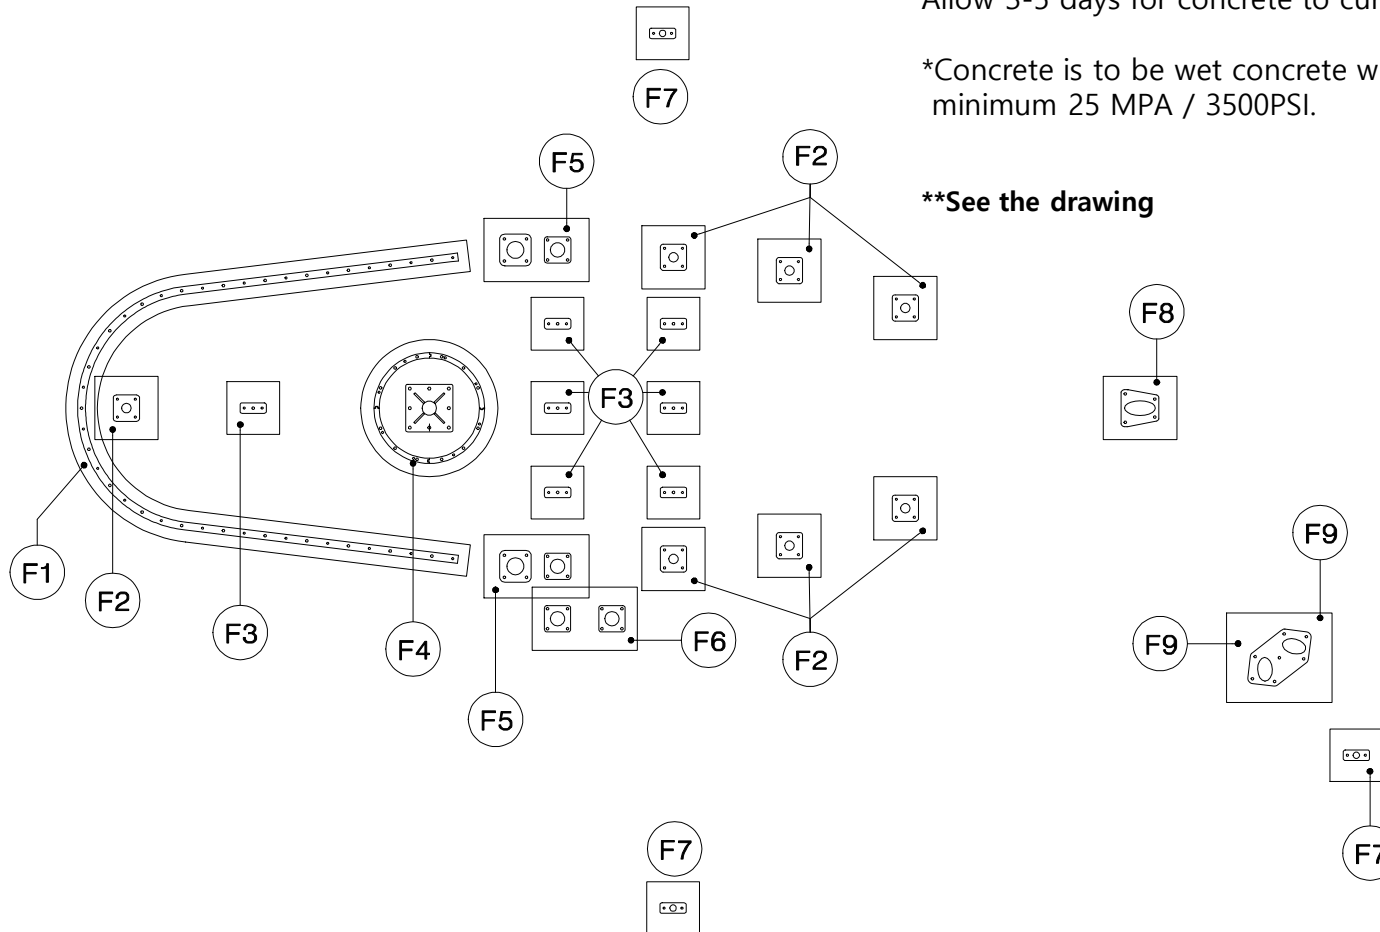 Allow 3-5 days for concrete to
*Concrete is to be wet concrete
minimum 25 MPA / 3500PSI.
**See the drawing
F7
F5
F2
F8
F3
F1
F2
F3
F4
F6
F2
F5
F9
F9
F7
F7